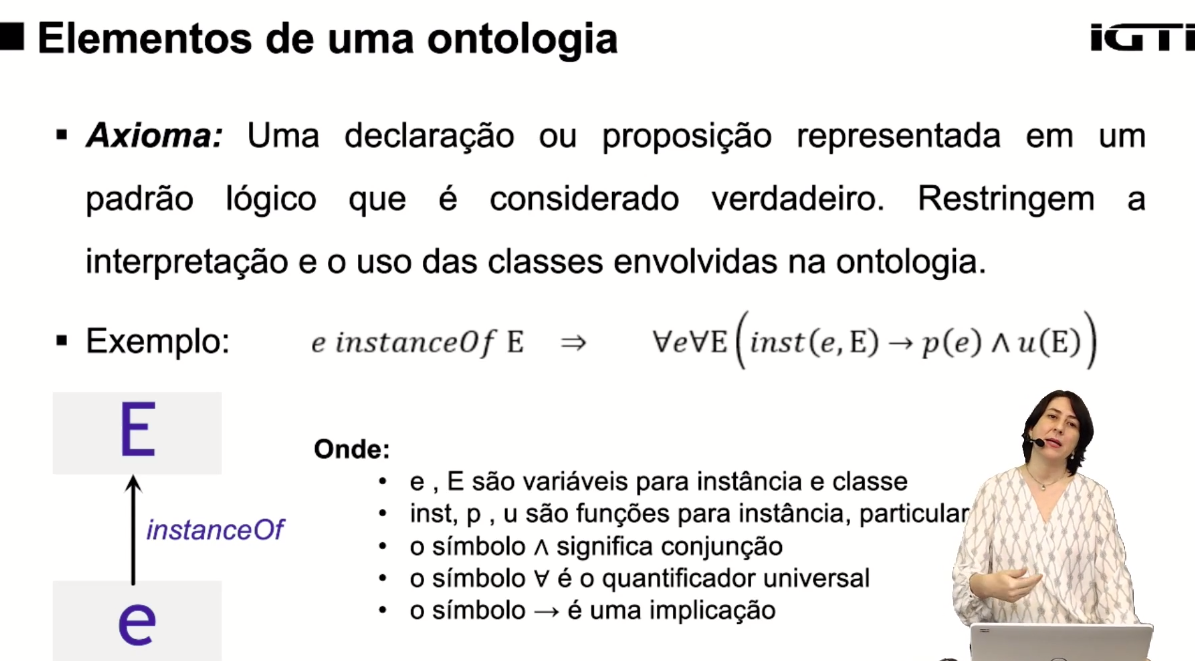 Elementos de uma ontologia
iGTi
▪ Axioma: Uma declaração ou proposição representada em um
padrão lógico que é considerado verdadeiro. Restringem a
interpretação e o uso das classes envolvidas na ontologia.
▪ Exemplo: e instanceOf E ⇒ ∀e∀E(inst(e, E) → p(e) ∧ u(E))
E
instanceOf
e
Onde:
• e , E são variáveis para instância e classe
• inst, p , u são funções para instância, particular
• o símbolo ∧ significa conjunção
• o símbolo ∀ é o quantificador universal
• o símbolo → é uma implicação